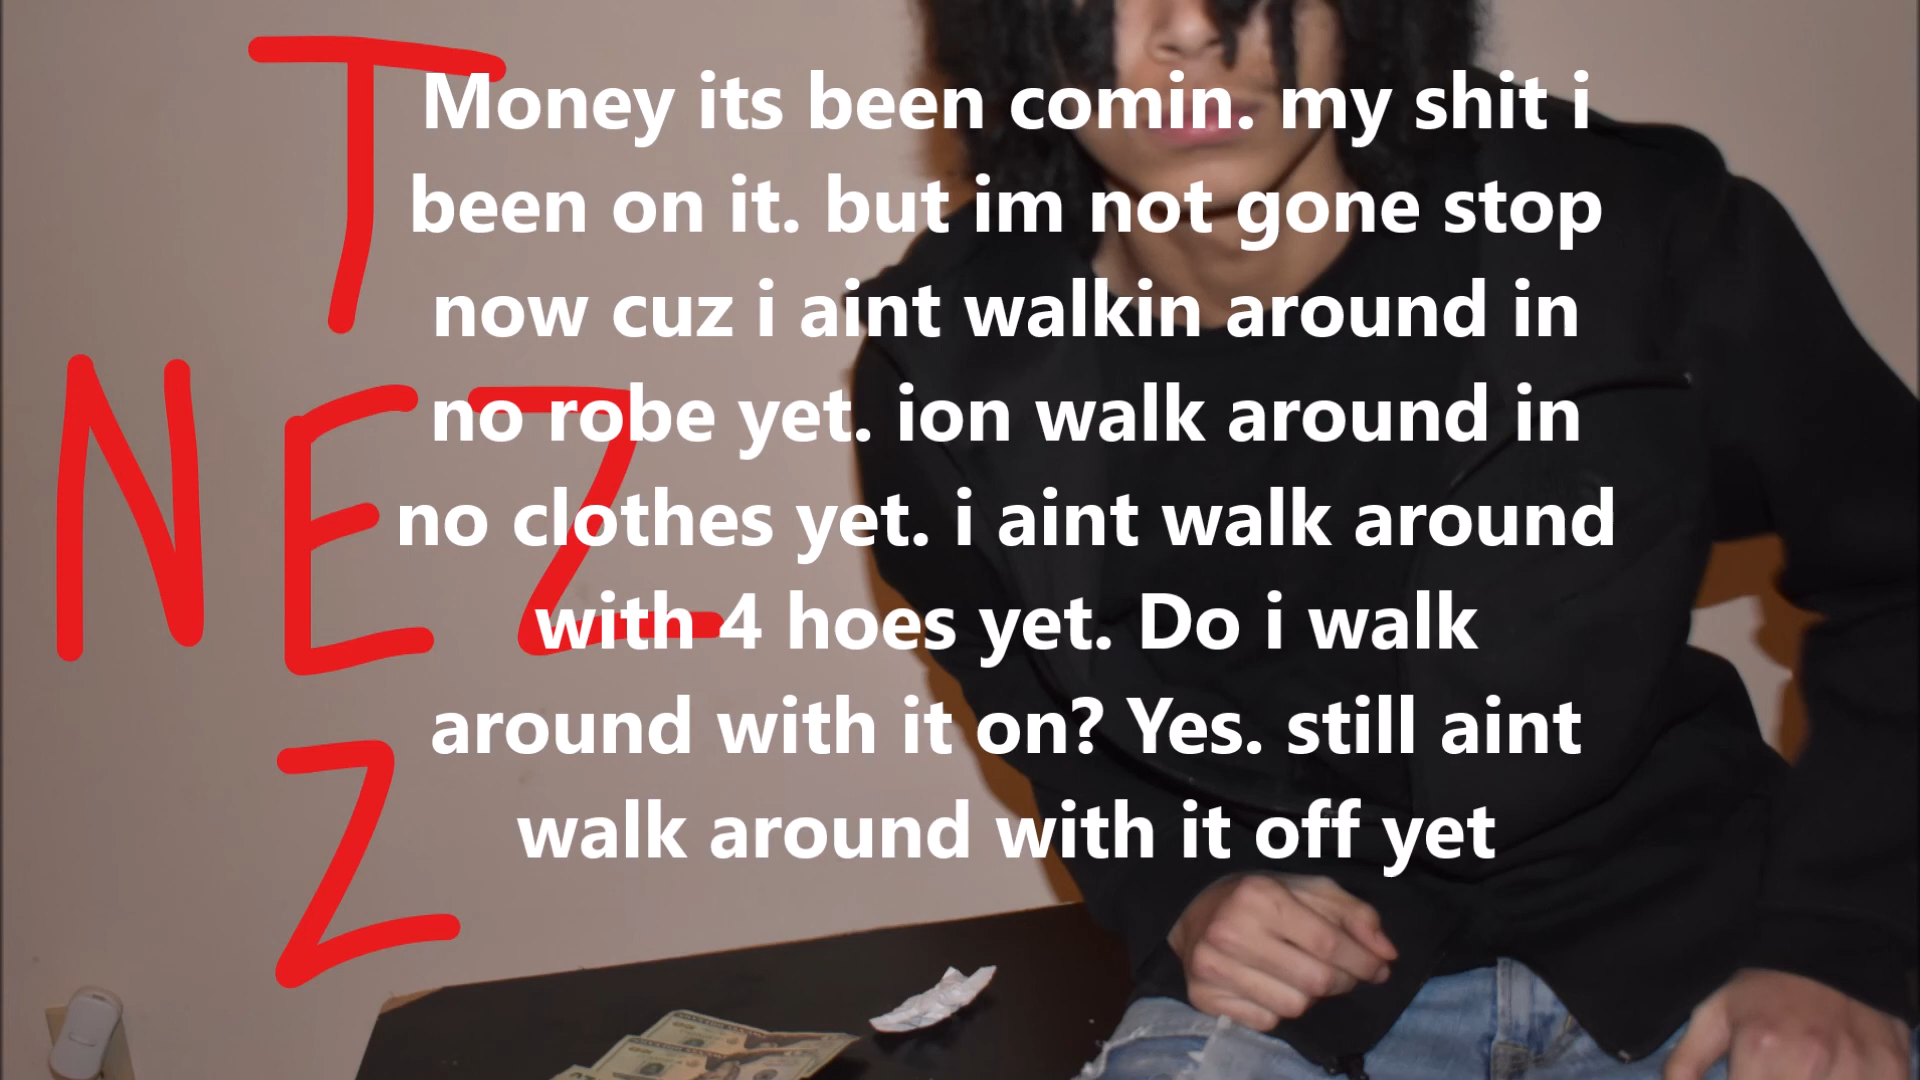 T
NEZ
Z
Money its been comin. my shit i
been on it. but im not gone stop
now cuz i aint walkin around in
no robe yet. ion walk around in
no clothes yet. i aint walk around
with 4 hoes yet. Do i walk
around with it on? Yes. still aint
walk around with it off yet